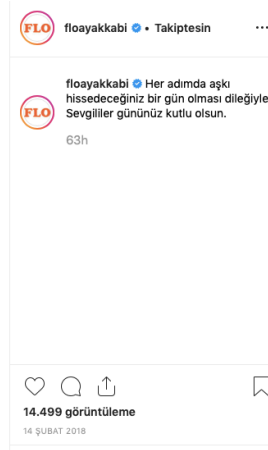 FLO floayakkabi • Takiptesin
floayakkabi Her adımda aşkı
hissedeceğiniz bir gün olması dileğiyle
FLO
Sevgililer gününüz kutlu olsun.
63h
14.499 görüntüleme
14 ŞUBAT 2018